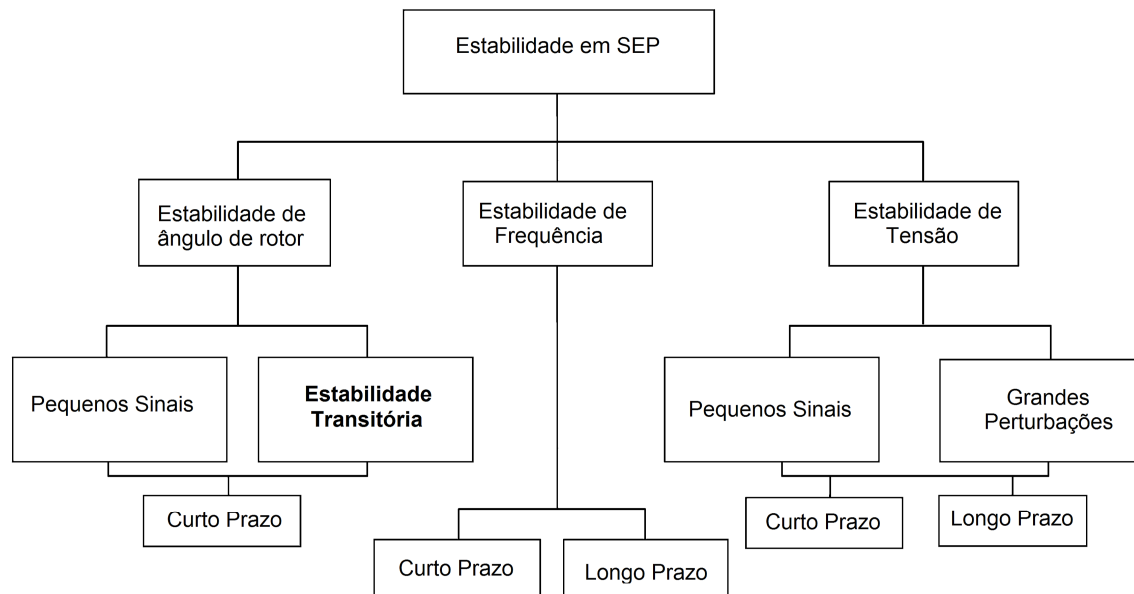 Estabilidade em SEP
Estabilidade de
ângulo de rotor
Estabilidade de
Frequência
Estabilidade de
Tensão
Pequenos Sinais
Estabilidade
Transitória
Pequenos Sinais
Grandes
Perturbações
Curto Prazo
Curto Prazo
Longo Prazo
Curto Prazo
Longo Prazo